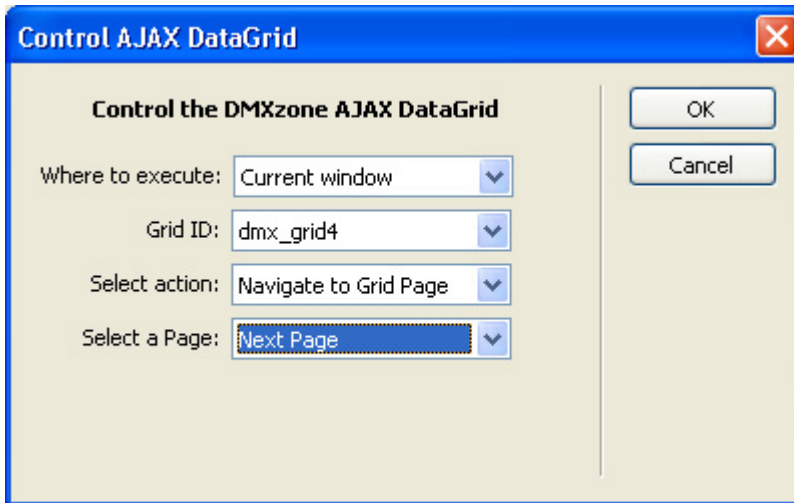 Control AJAX DataGrid
Control the DMXzone AJAX DataGrid
OK
Where to execute: Current window
Cancel
Grid ID: dmx_grid4
Select action: Navigate to Grid Page
Select a Page: Next Page